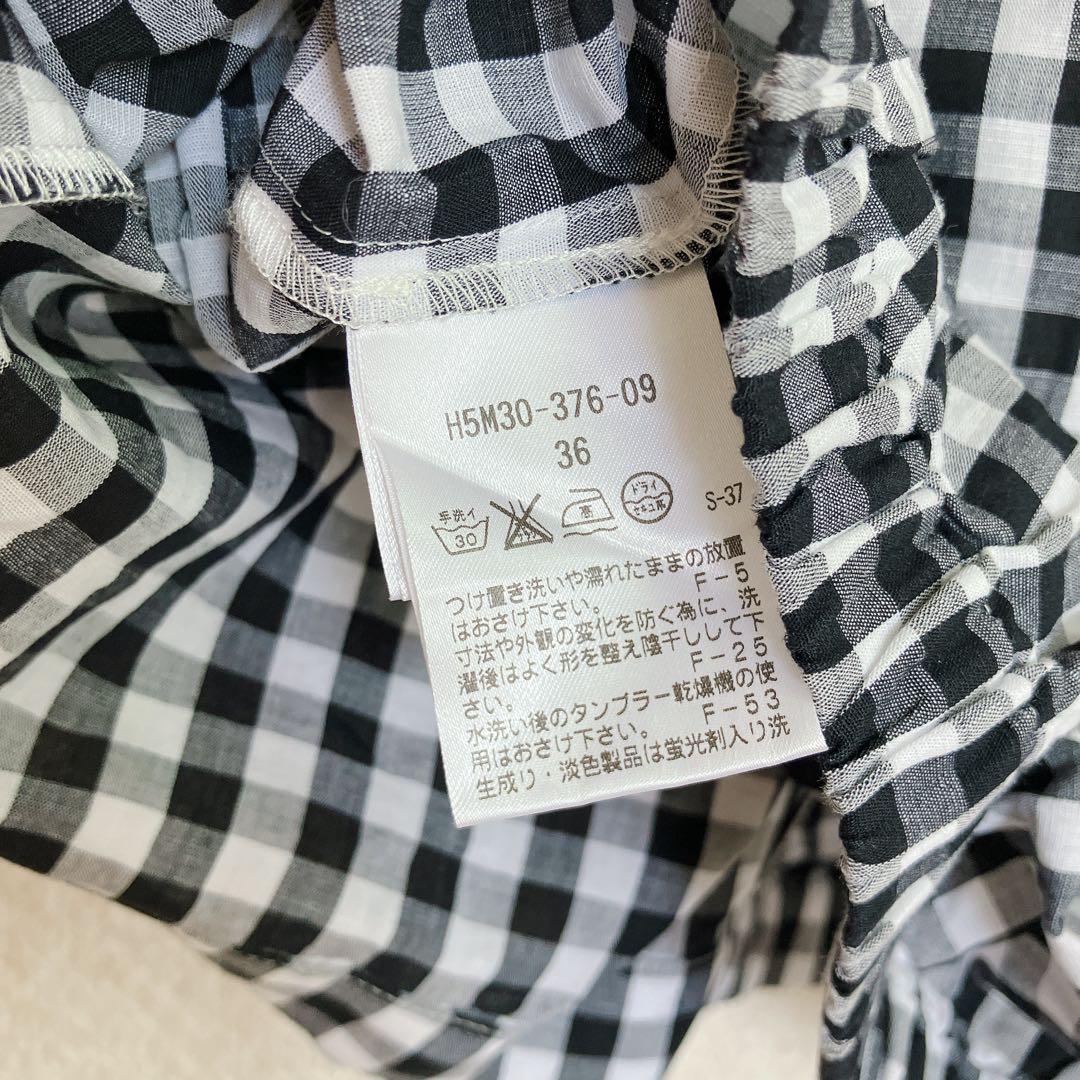 H5M30-376-09
36
手洗イ
30
高
ドライ
セキユ系
S-37
つけ置き洗いや濡れたままの放置
はおさけ下さい。 F-5
寸法や外観の変化を防ぐ為に、洗
濯後はよく形を整え陰干しして下
さい。 F-25
水洗い後のタンブラー乾燥機の使
用はおさけ下さい。 F-53
生成り・淡色製品は蛍光剤入り洗